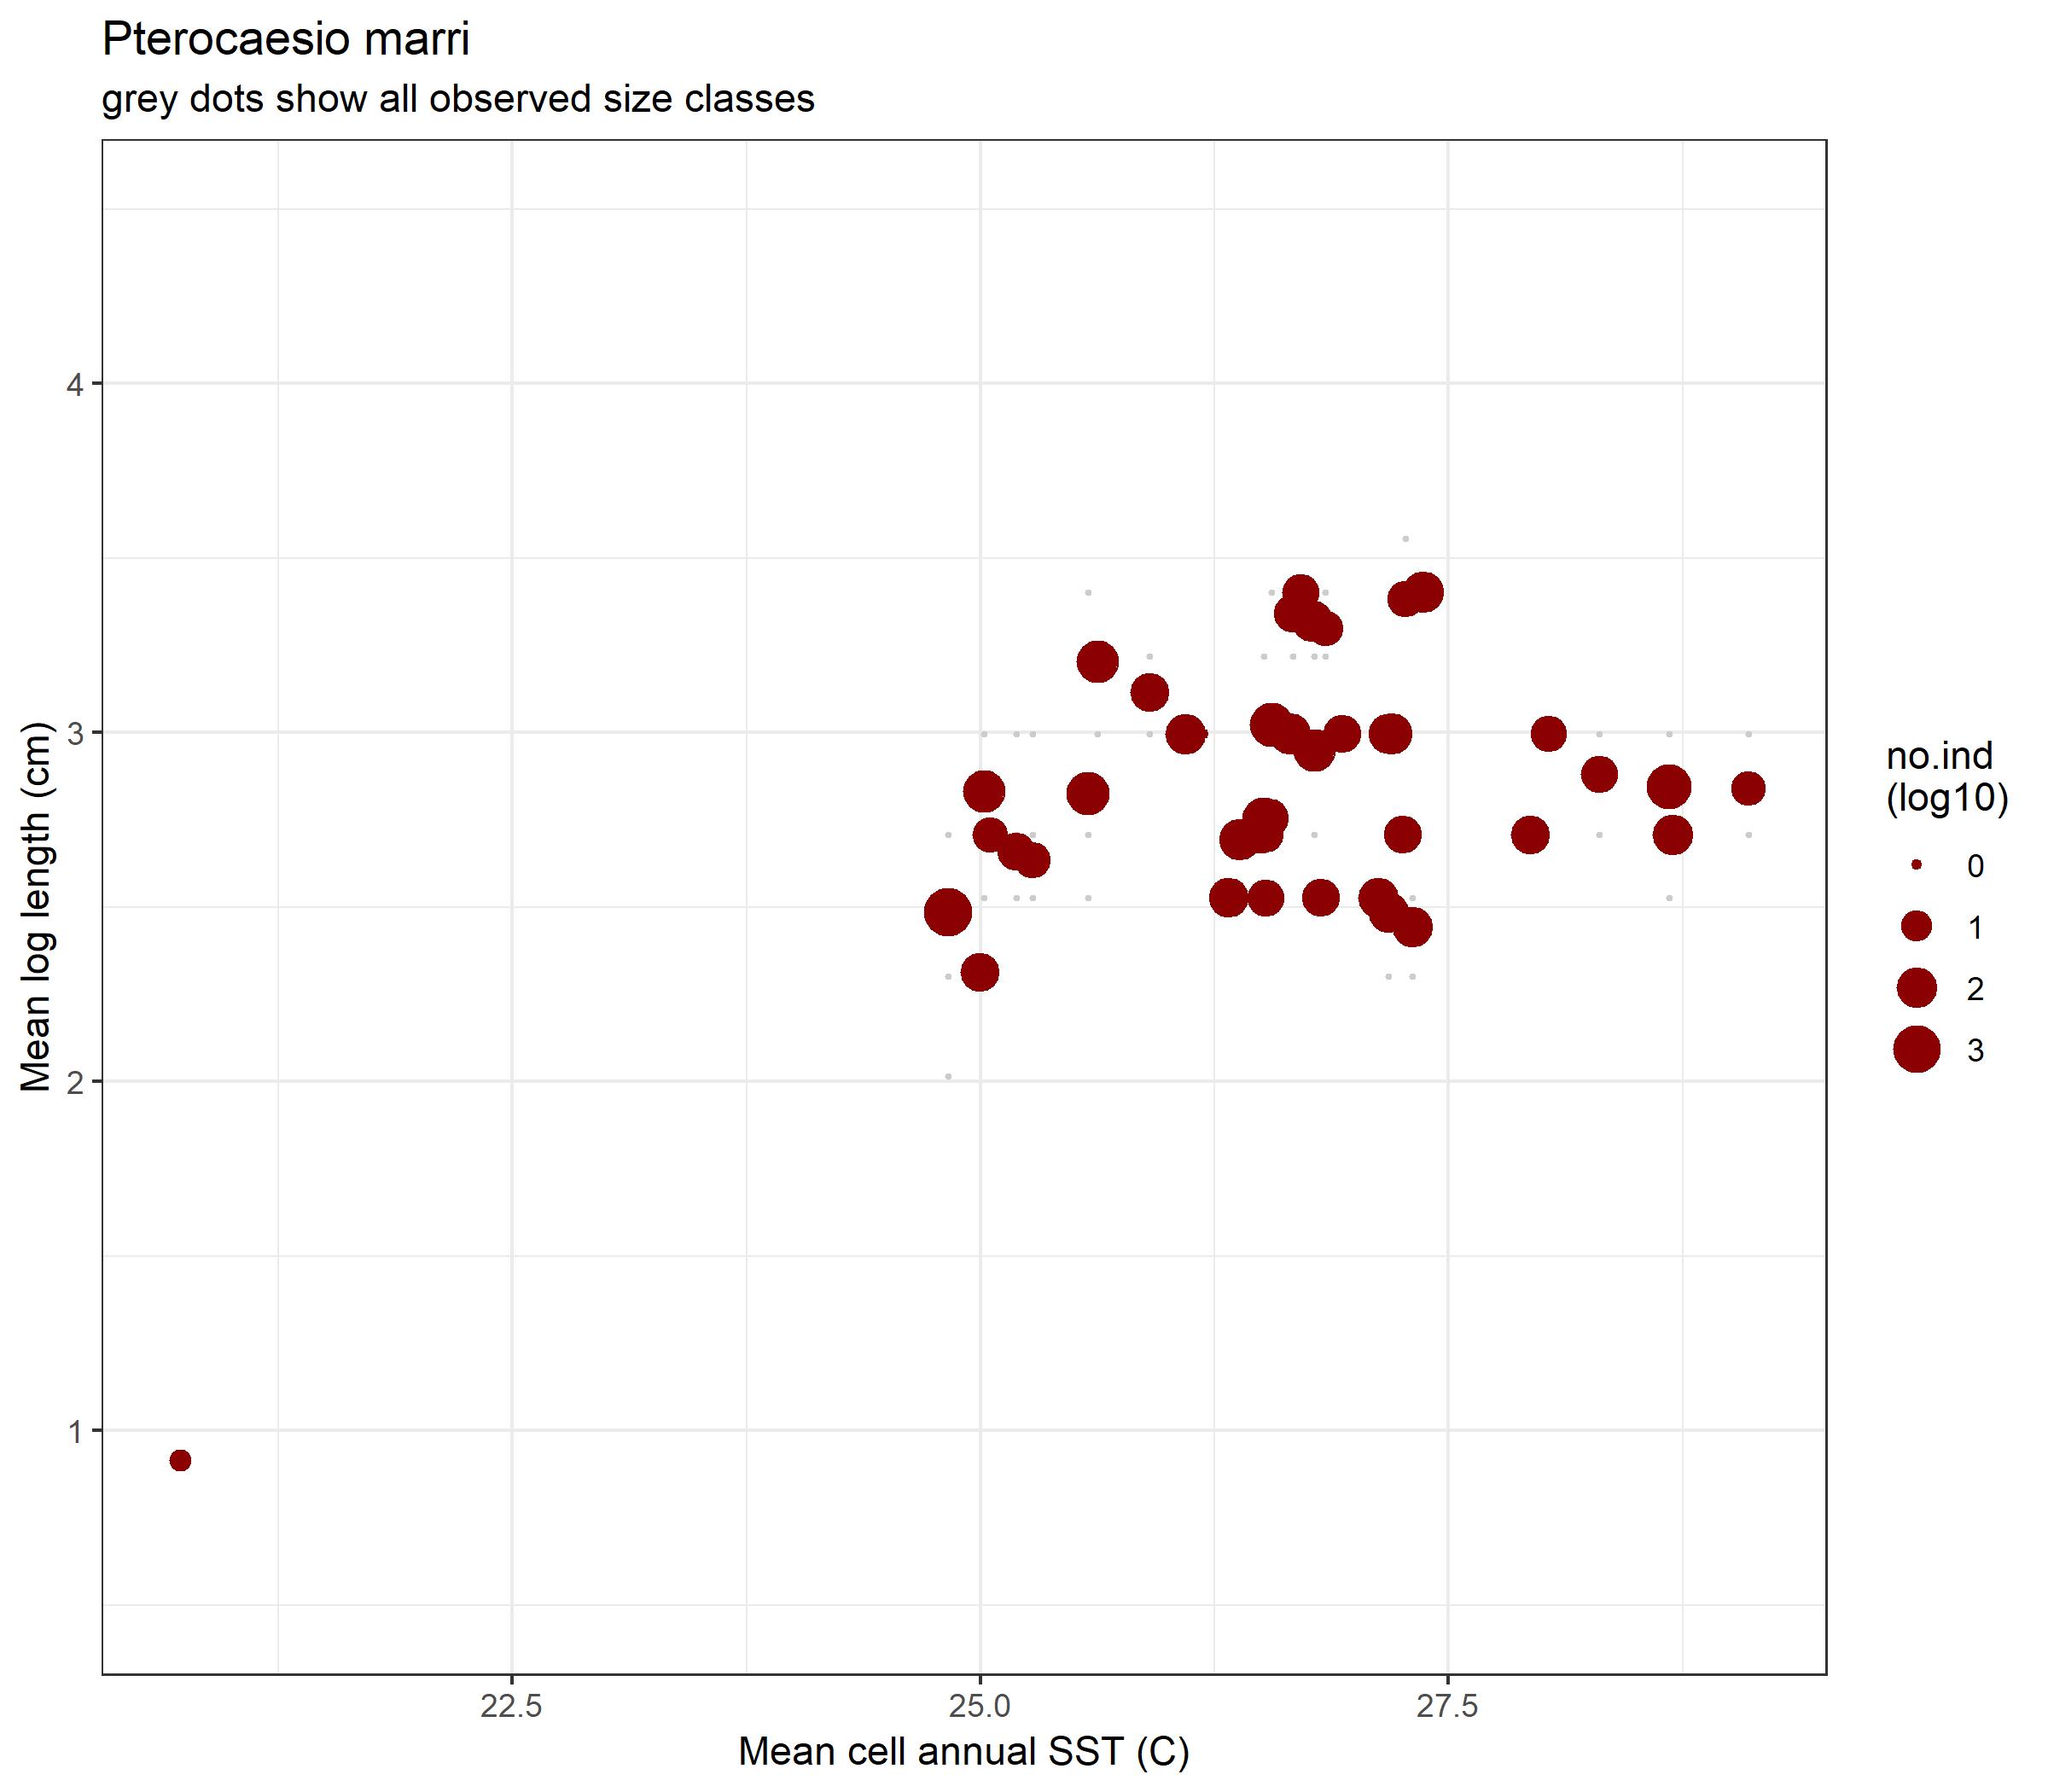 Pterocaesio marri
grey dots show all observed size classes
Mean log length (cm)
4
3
2
1
22.5
25.0
27.5
Mean cell annual SST (C)
no.ind
(log10)
0
1
2
3